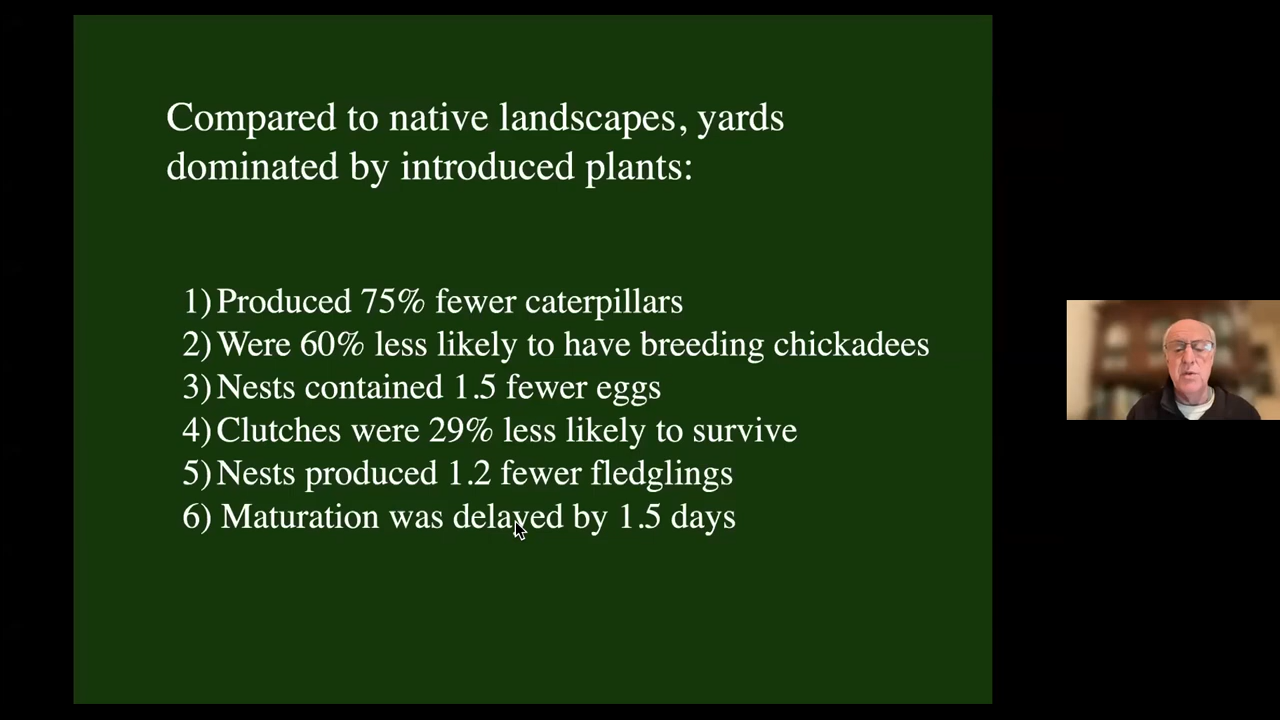 Compared to native landscapes, yards
dominated by introduced plants:
1) Produced 75% fewer caterpillars
2) Were 60% less likely to have breeding chickadees
3) Nests contained 1.5 fewer eggs
4) Clutches were 29% less likely to survive
5) Nests produced 1.2 fewer fledglings
6) Maturation was delayed by 1.5 days